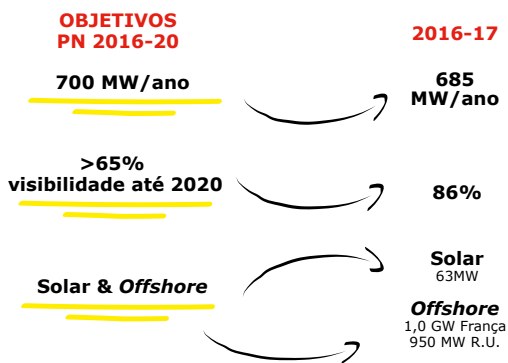 OBJETIVOS
PN 2016-20
2016-17
700 MW/ano
685
MW/ano
>65%
visibilidade até 2020
86%
Solar & Offshore
Solar
63MW
Offshore
1,0 GW França
950 MW R.U.